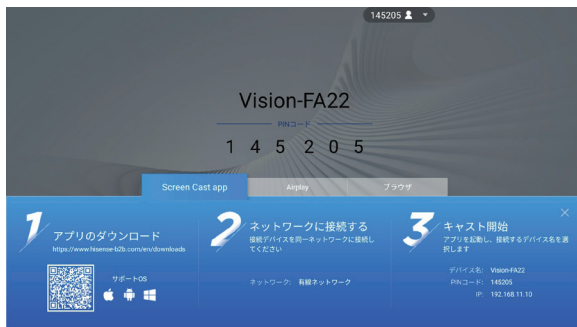 145205
Vision-FA22
PINコード
1 4 5 2 0 5
Screen Cast app
Airplay
ブラウザ
1
アプリのダウンロード
https://www.hisense-b2b.com/en/downloads
サポートOS
2
ネットワークに接続する
接続デバイスを同一ネットワークに接続し
てください
ネットワーク: 有線ネットワーク
3
キャスト開始
アプリを起動し、接続するデバイス名を選
択します
デバイス名: Vision-FA22
PINコード: 145205
IP: 192.168.11.10